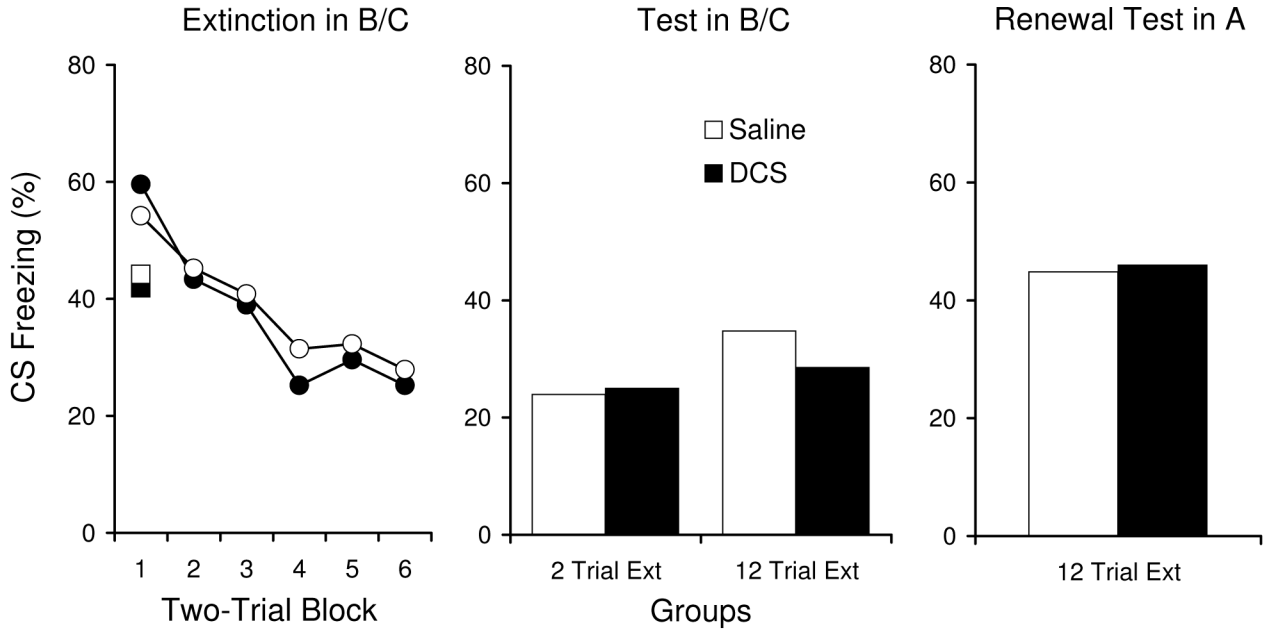 Extinction in B/C
Test in B/C
Renewal Test in A
CS Freezing (%)
80
60
40
20
0
1 2 3 4 5 6
Two-Trial Block
80
60
40
20
0
Saline
DCS
2 Trial Ext 12 Trial Ext
Groups
80
60
40
20
0
12 Trial Ext